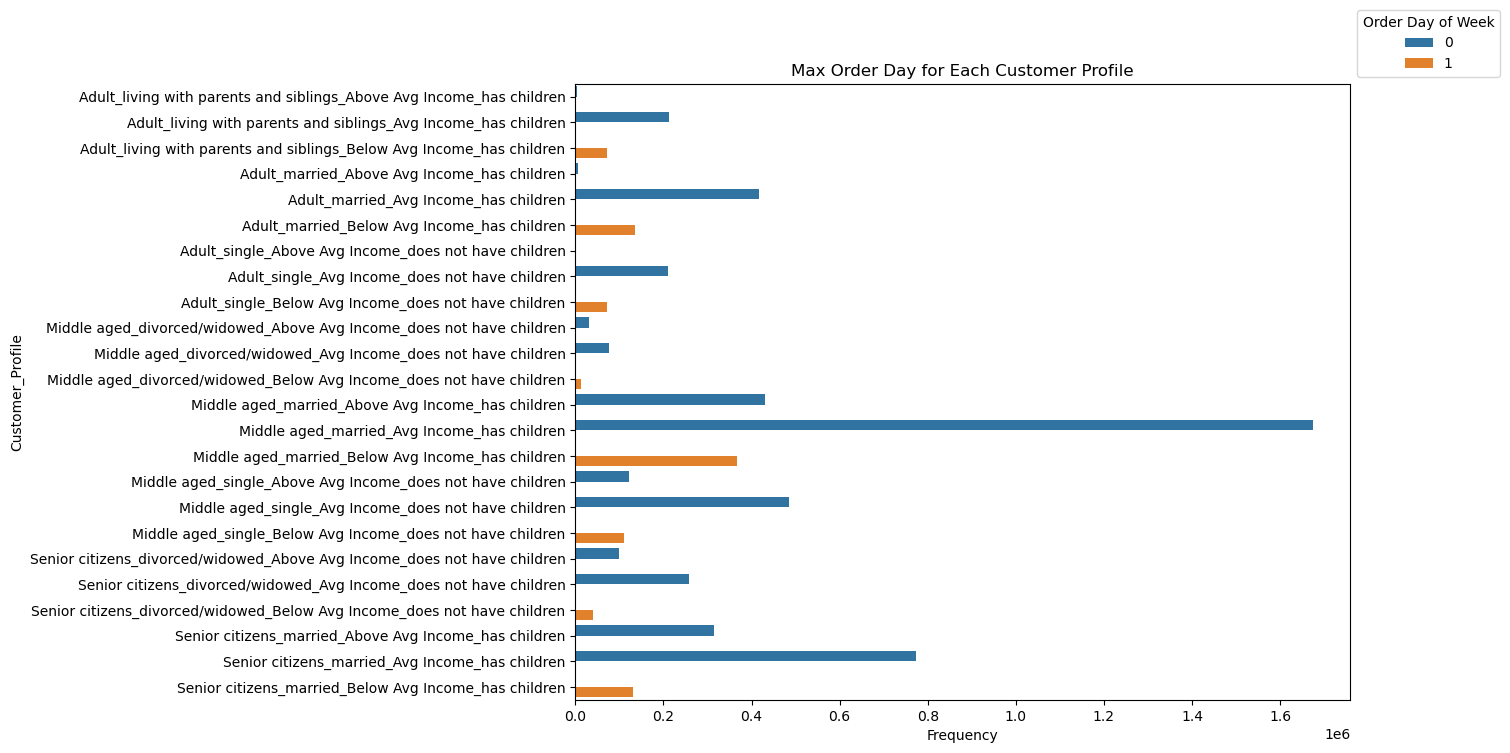 Order Day of Week
0
1
Max Order Day for Each Customer Profile
Customer_Profile
Adult_living with parents and siblings_Above Avg Income_has children
Adult_living with parents and siblings_Avg Income_has children
Adult_living with parents and siblings_Below Avg Income_has children
Adult_married_Above Avg Income_has children
Adult_married_Avg Income_has children
Adult_married_Below Avg Income_has children
Adult_single_Above Avg Income_does not have children
Adult_single_Avg Income_does not have children
Adult_single_Below Avg Income_does not have children
Middle aged_divorced/widowed_Above Avg Income_does not have children
Middle aged_divorced/widowed_Avg Income_does not have children
Middle aged_divorced/widowed_Below Avg Income_does not have children
Middle aged_married_Above Avg Income_has children
Middle aged_married_Avg Income_has children
Middle aged_married_Below Avg Income_has children
Middle aged_single_Above Avg Income_does not have children
Middle aged_single_Avg Income_does not have children
Middle aged_single_Below Avg Income_does not have children
Senior citizens_divorced/widowed_Above Avg Income_does not have children
Senior citizens_divorced/widowed_Avg Income_does not have children
Senior citizens_divorced/widowed_Below Avg Income_does not have children
Senior citizens_married_Above Avg Income_has children
Senior citizens_married_Avg Income_has children
Senior citizens_married_Below Avg Income_has children
0.0 0.2 0.4 0.6 0.8 1.0 1.2 1.4 1.6
1e6
Frequency